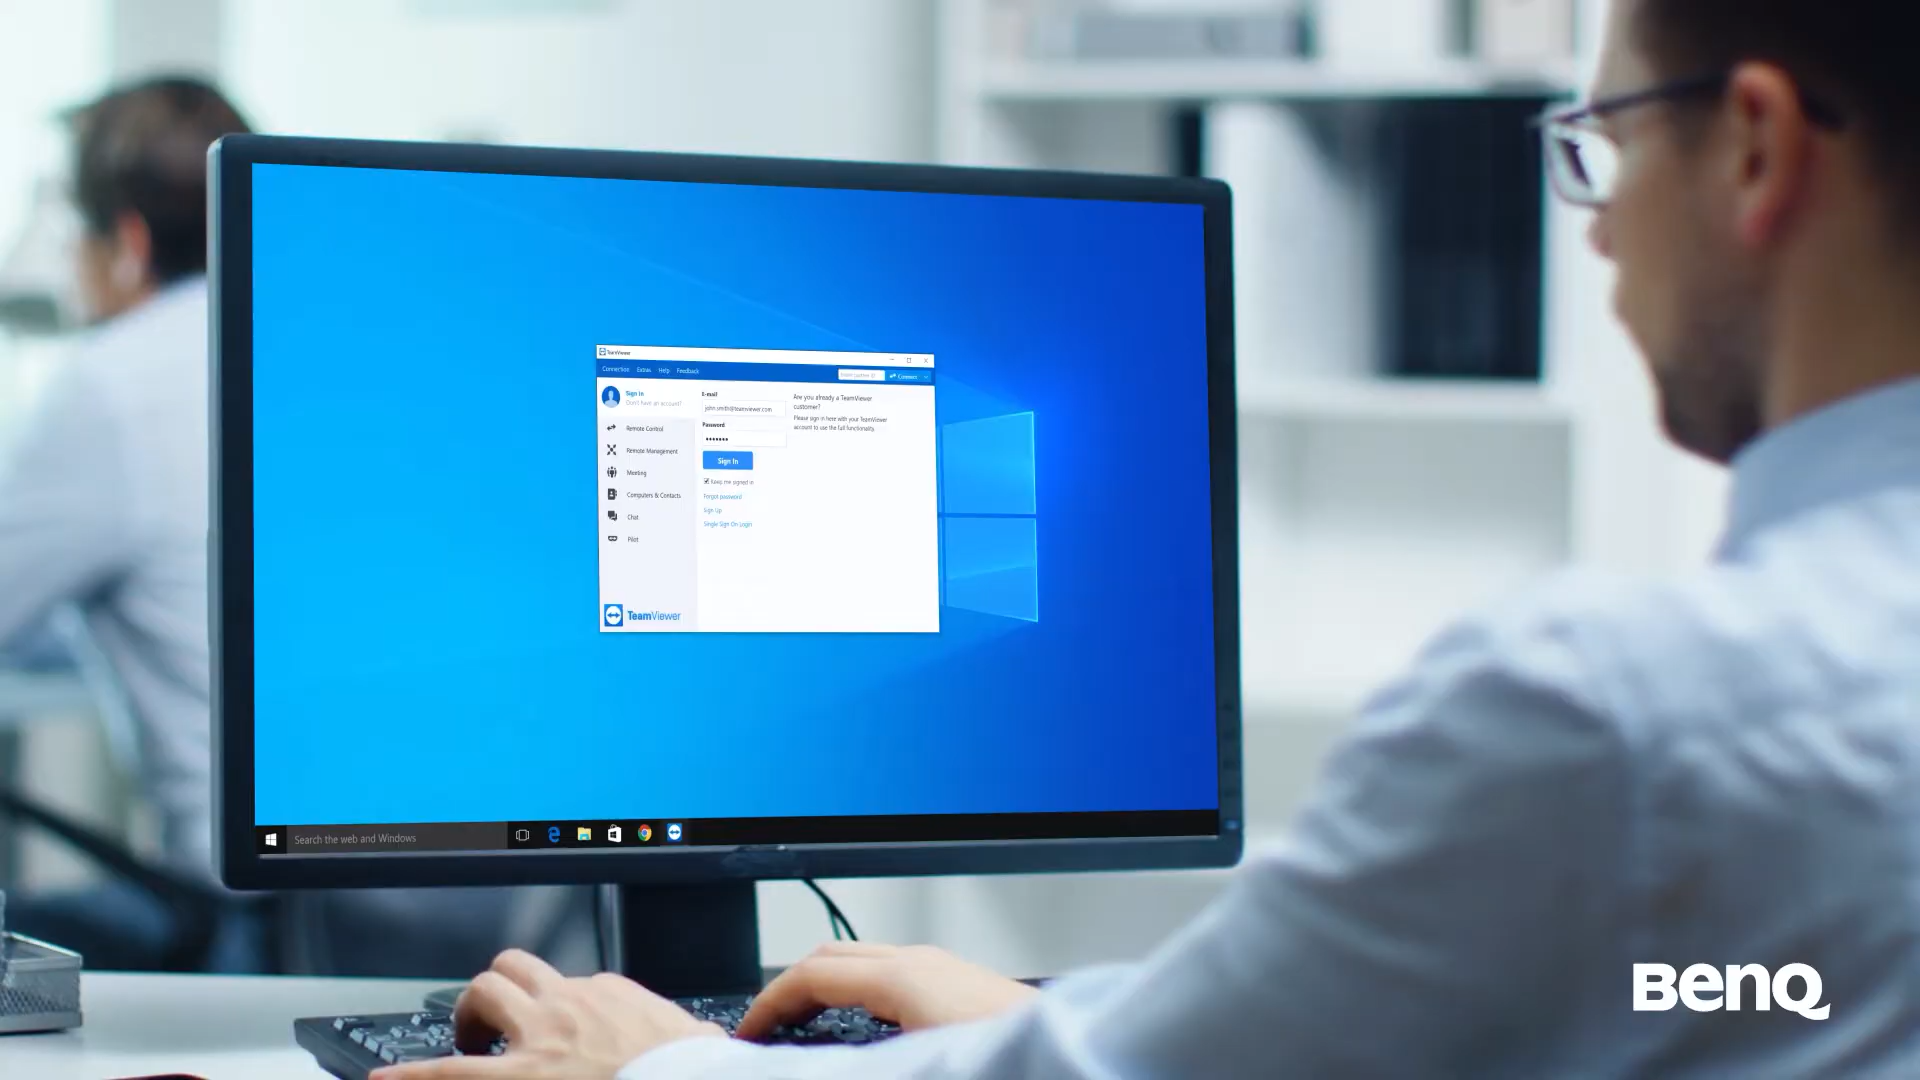 TeamViewer
Connection Extras Help Feedback
Connect
Sign In
Don't have an account?
Remote Control
Remote Management
Meeting
Computers & Contacts
Chat
Pilot
TeamViewer
E-mail
john.smith@teamviewer.com
Password
Sign In
Keep me signed in
Forgot password
Sign Up
Single Sign On Login
Are you already a TeamViewer
customer?
Please sign in here with your TeamViewer
account to use the full functionality.
Search the web and Windows
BenQ